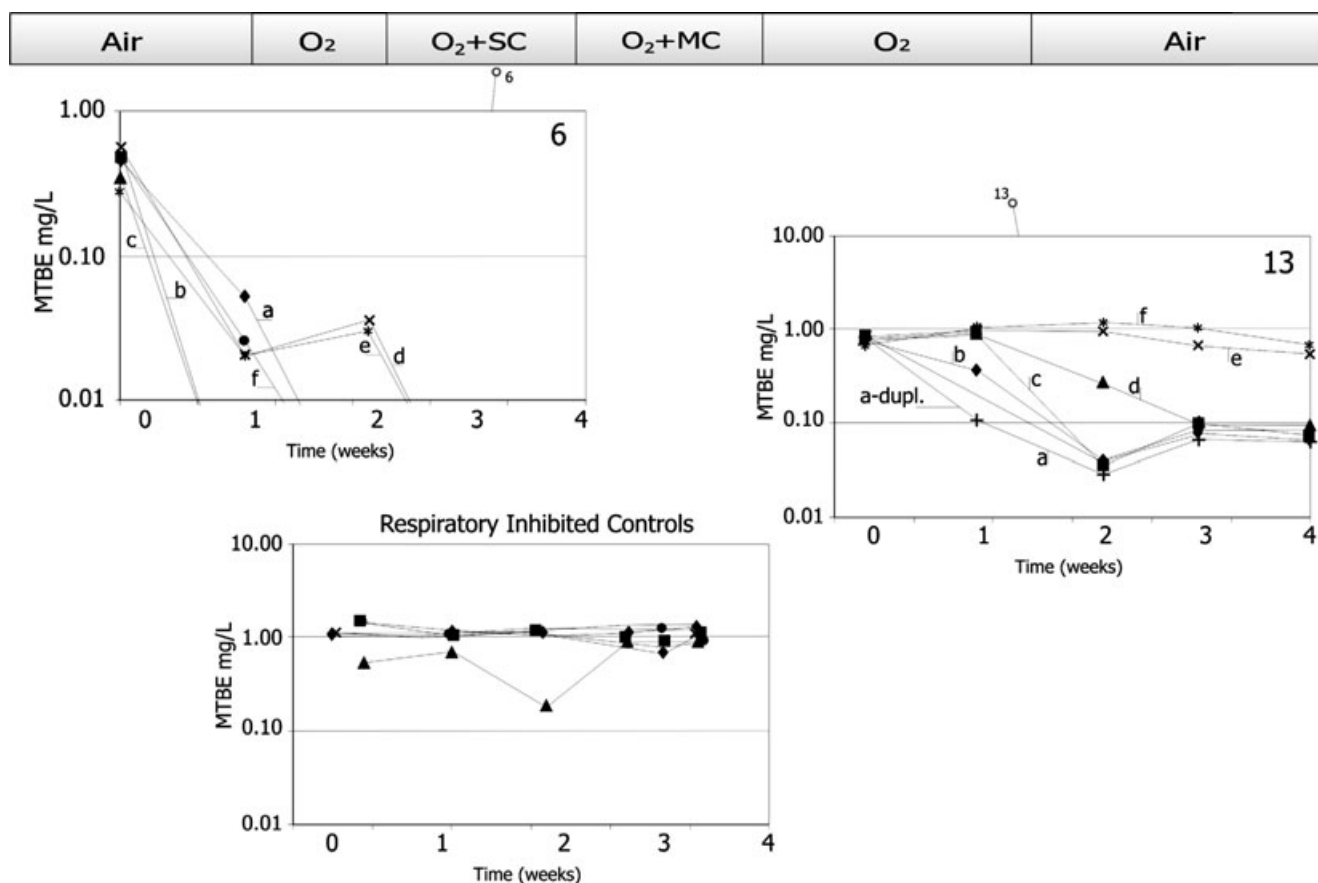 Air O₂ O₂+SC O₂+MC O₂ Air
6
1.00
6
MTBE mg/L
c
0.10
b
a
e
d
f
0.01
0 1 2 3 4
Time (weeks)
13
10.00
13
MTBE mg/L
f
1.00
e
b
c
d
a-dupl.
0.10
a
0.01
0 1 2 3 4
Time (weeks)
Respiratory Inhibited Controls
10.00
MTBE mg/L
1.00
0.10
0.01
0 1 2 3 4
Time (weeks)